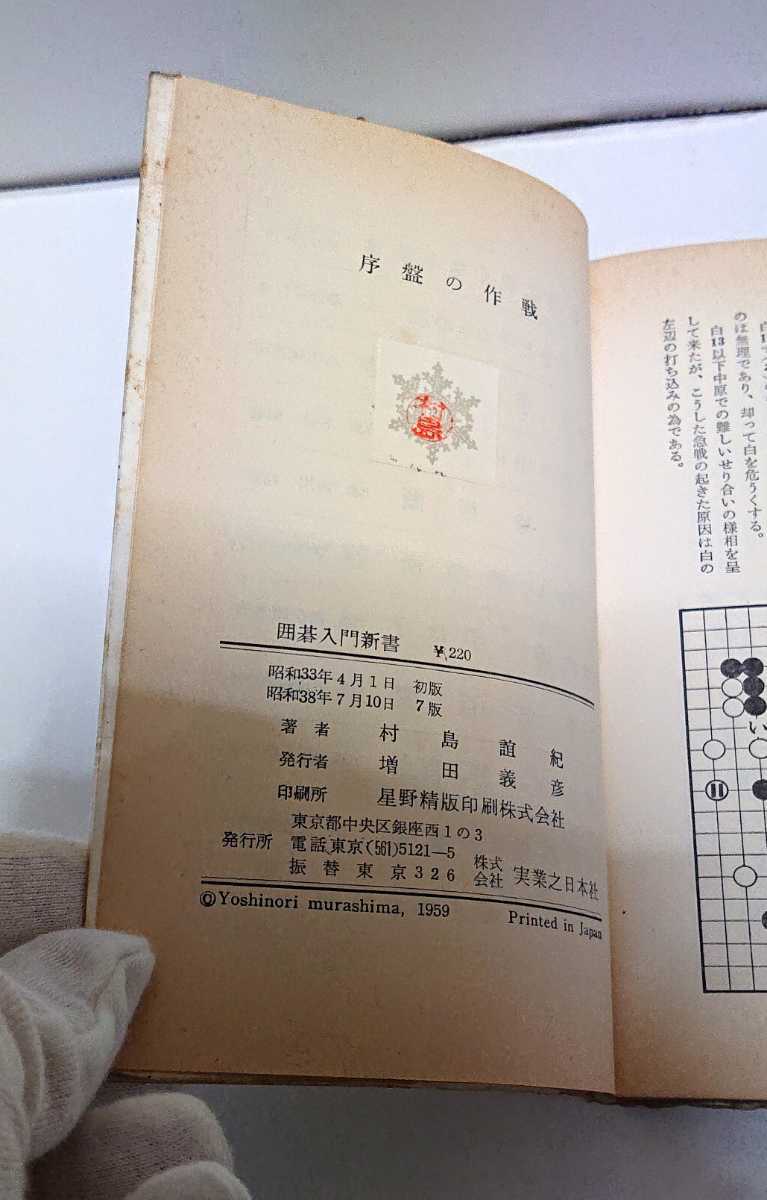 序盤の作戦
村島
囲碁入門新書 ¥220
昭和33年4月1日 初版
昭和38年7月10日 7版
著者 村島誼紀
発行者 増田義彦
印刷所 星野精版印刷株式会社
東京都中央区銀座西1の3
発行所 電話東京(561)5121—5
振替東京326 株式会社 実業之日本社
©Yoshinori murashima, 1959 Printed in Japan
のは無理であり、却って白を危うくする。
白13以下中原での難しいせり合いの様相を呈
して来たが、こうした急戦の起きた原因は白の
左辺の打ち込みの為である。
い